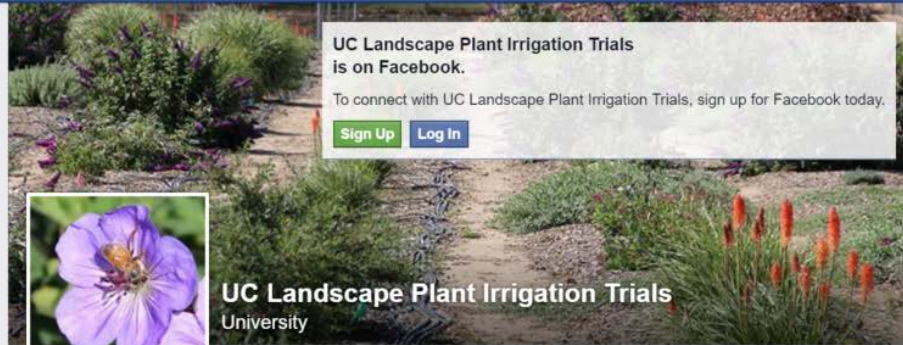 UC Landscape Plant Irrigation Trials
is on Facebook.
To connect with UC Landscape Plant Irrigation Trials, sign up for Facebook today.
Sign Up Log In
UC Landscape Plant Irrigation Trials
University